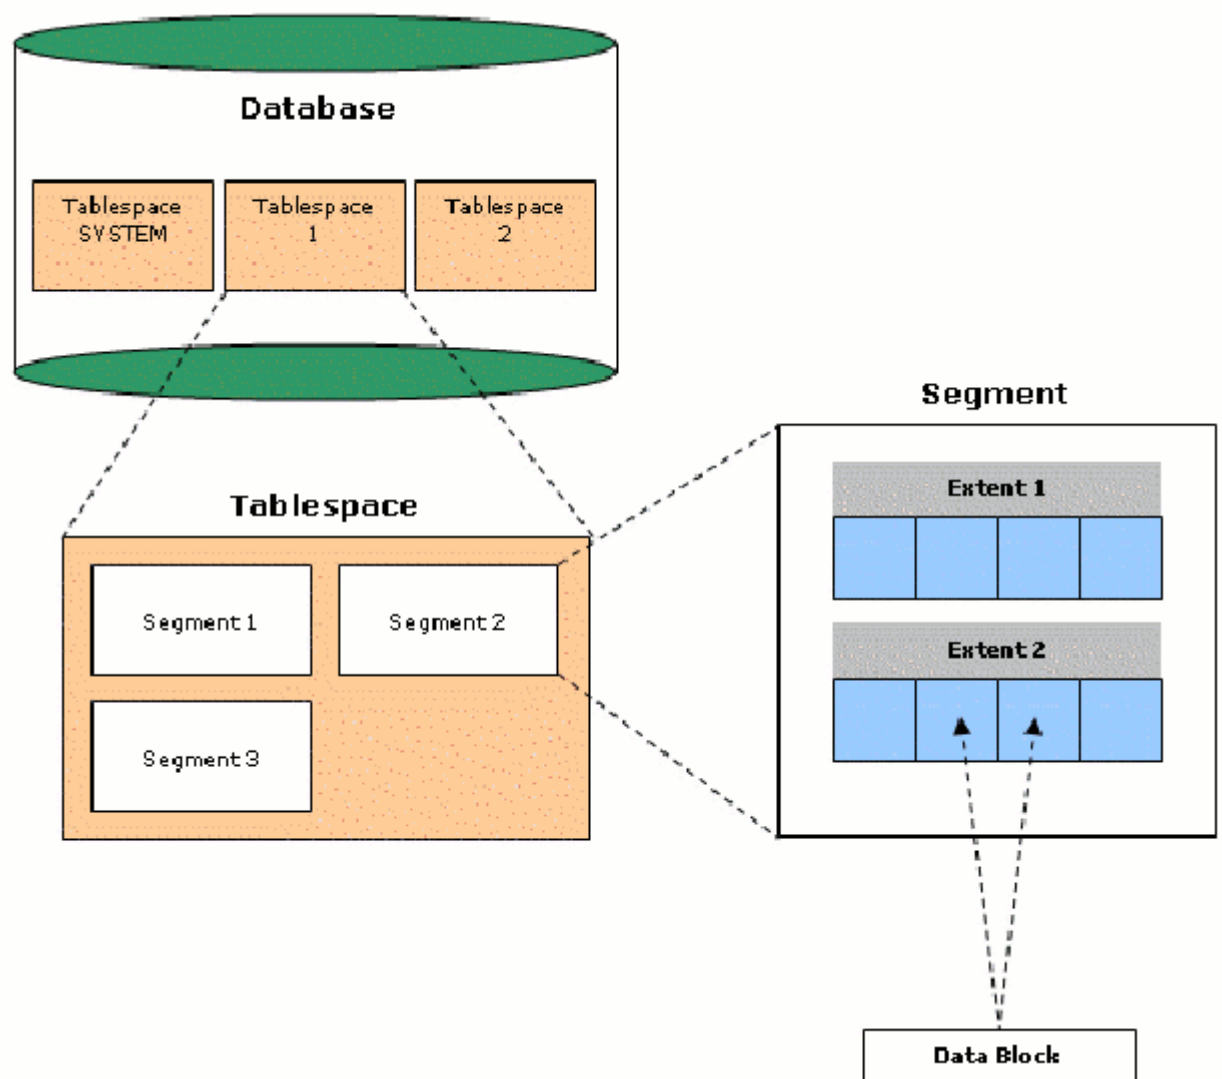 Database
Tablespace
SYSTEM
Tablespace
1
Tablespace
2
Segment
Extent 1
Extent 2
Tablespace
Segment 1
Segment 2
Segment 3
Data Block